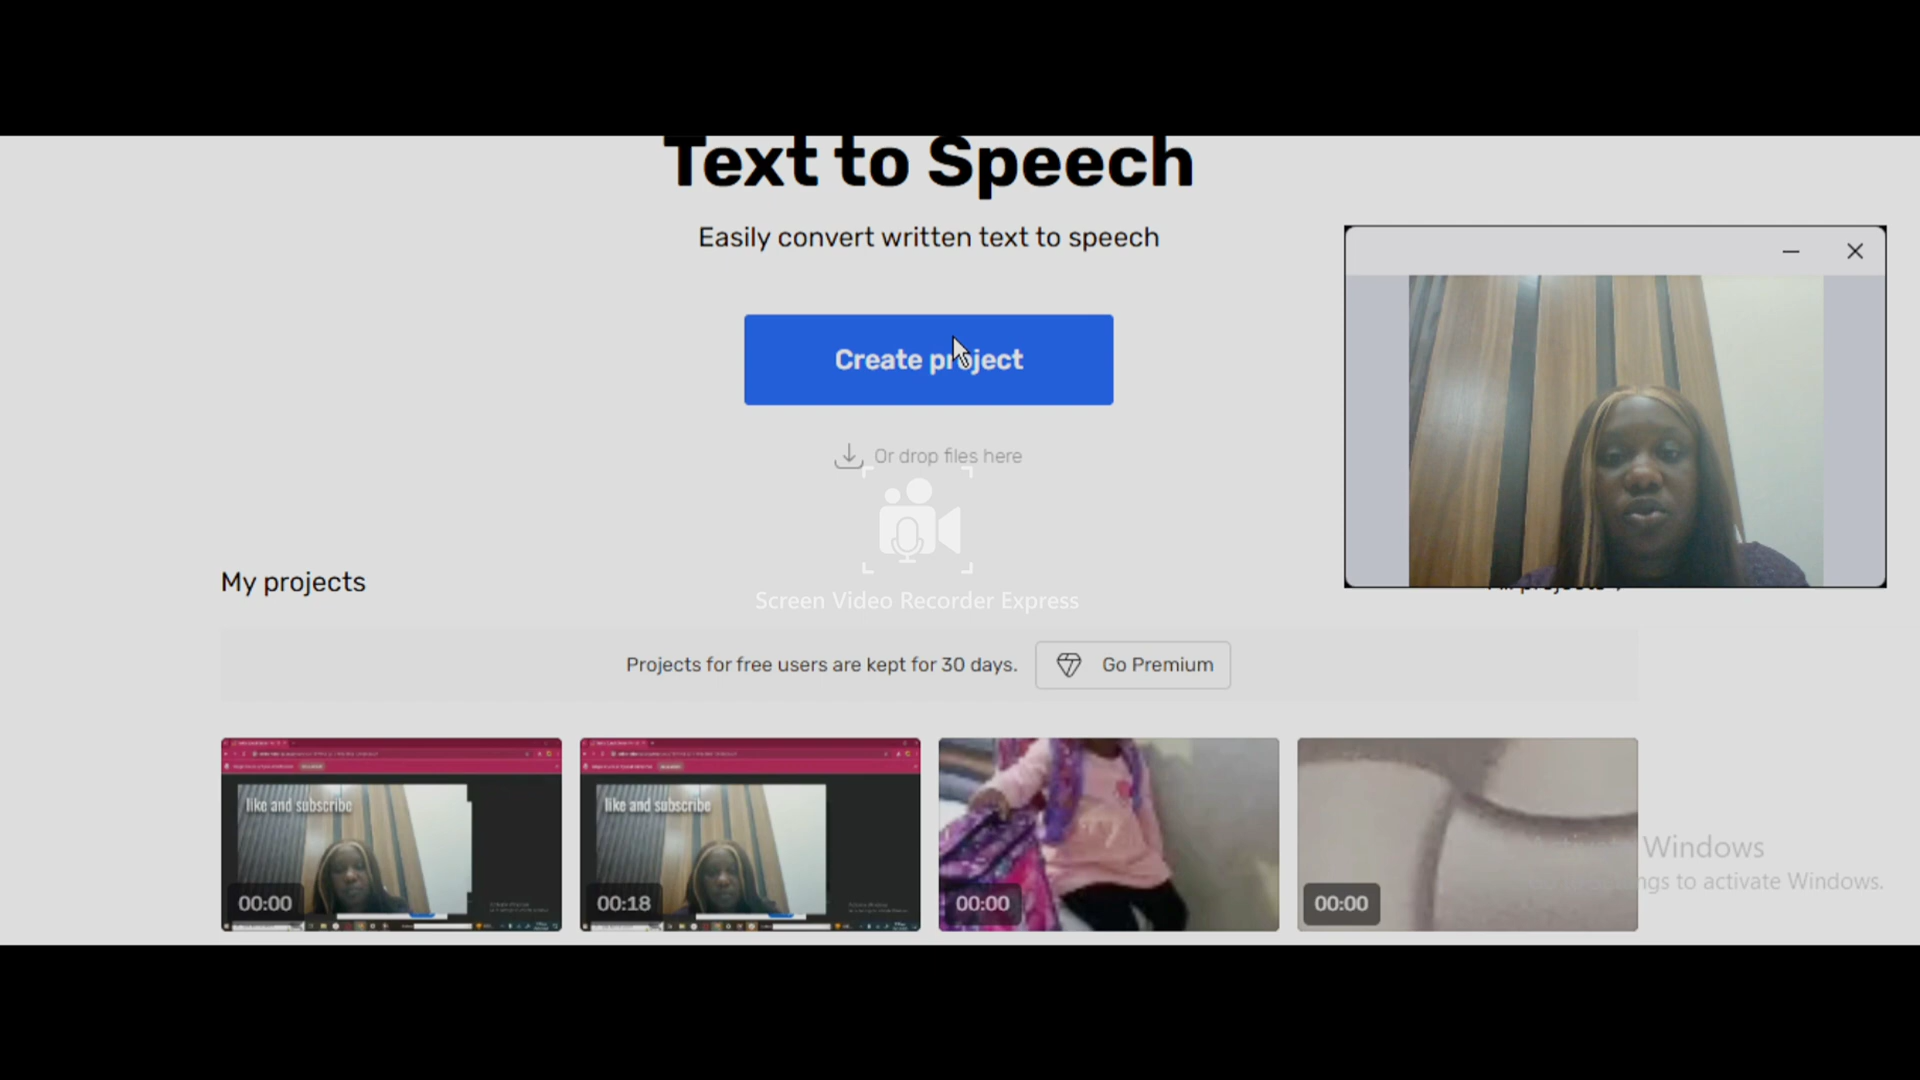 Text to Speech
Easily convert written text to speech
Create project
Or drop files here
Screen Video Recorder Express
My projects
Projects for free users are kept for 30 days.
Go Premium
like and subscribe
00:00
like and subscribe
00:18
00:00
00:00
Windows
to activate Windows.